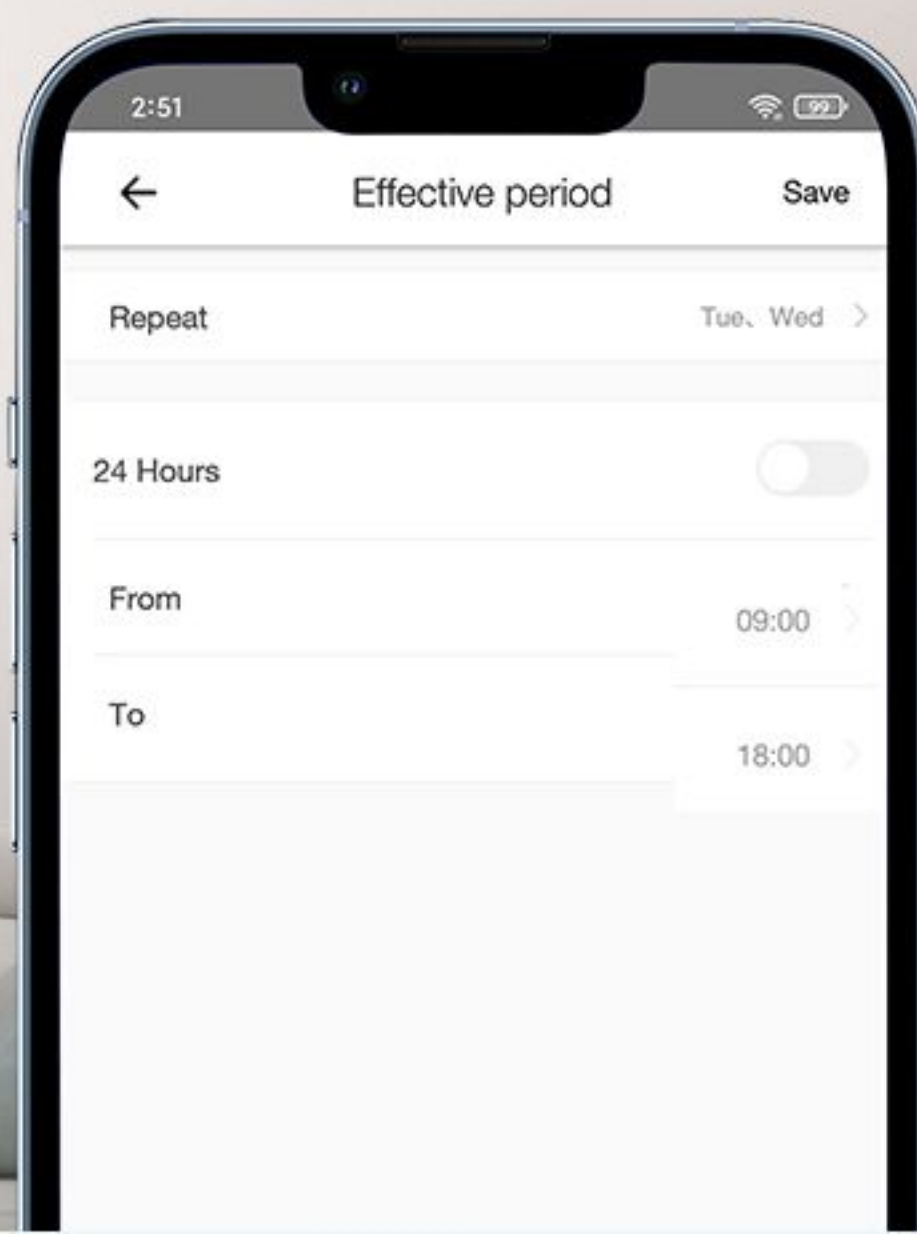 2:51 99
Effective period Save
Repeat Tue、Wed
24 Hours
From 09:00
To 18:00